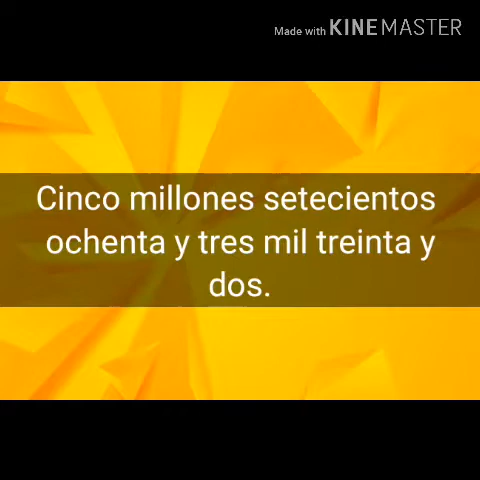 Made with KINEMASTER
Cinco millones setecientos
ochenta y tres mil treinta y
dos.